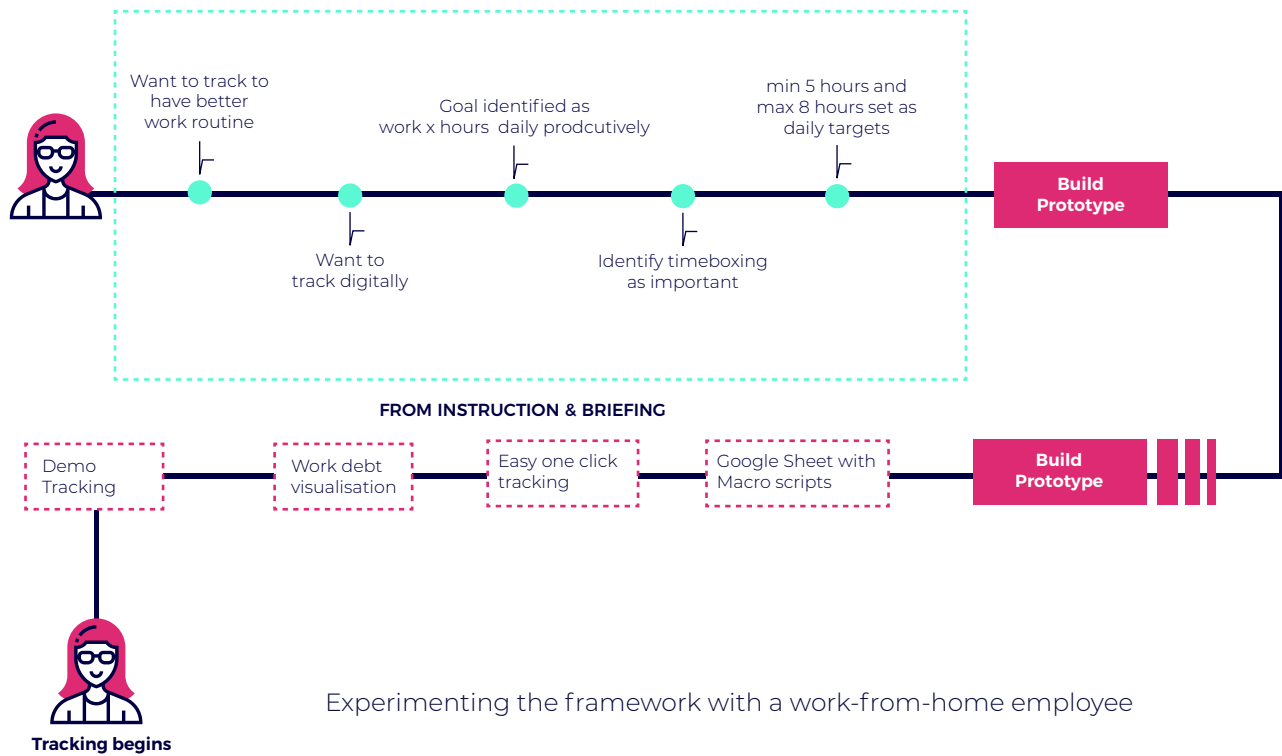 Want to track to
have better
work routine
Want to
track digitally
Goal identified as
work x hours  daily prodcutively
Identify timeboxing
as important
min 5 hours and
max 8 hours set as
daily targets
Build
Prototype
FROM INSTRUCTION & BRIEFING
Build
Prototype
Google Sheet with
Macro scripts
Easy one click
tracking
Work debt
visualisation
Demo
Tracking
Tracking begins
Experimenting the framework with a work-from-home employee